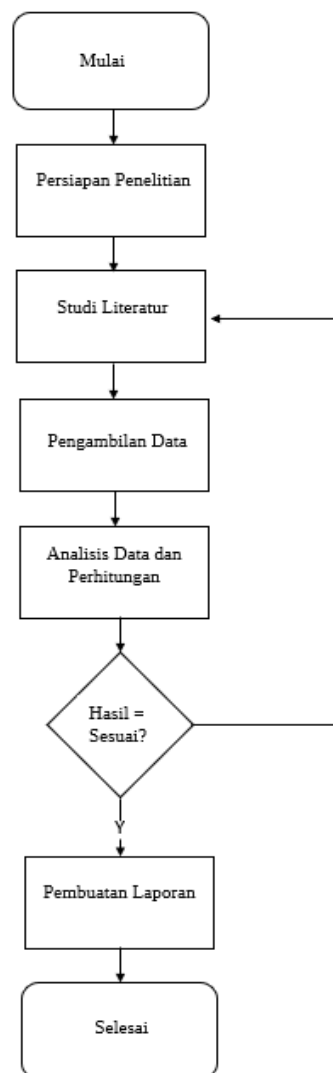 Mulai
Persiapan Penelitian
Studi Literatur
Pengambilan Data
Analisis Data dan
Perhitungan
Hasil =
Sesuai?
Y
Pembuatan Laporan
Selesai